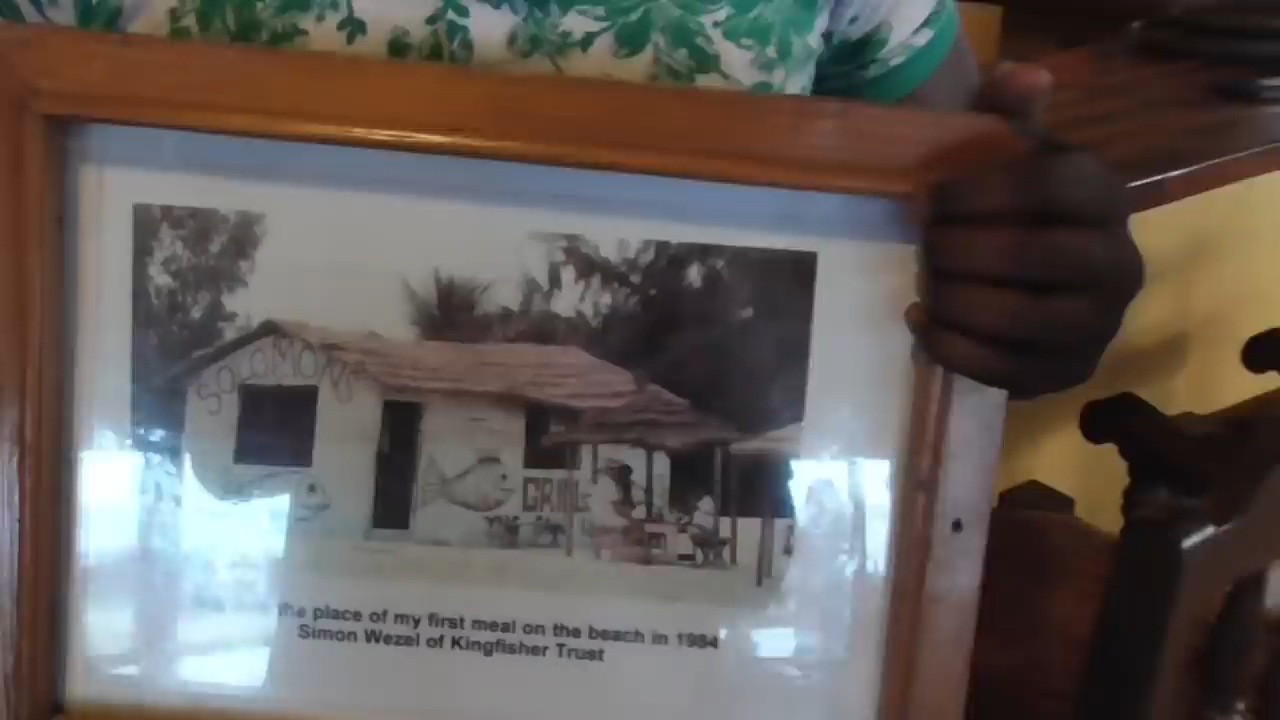 SOLOMONS
GRILL
the place of my first meal on the beach in 1984
Simon Wezel of Kingfisher Trust